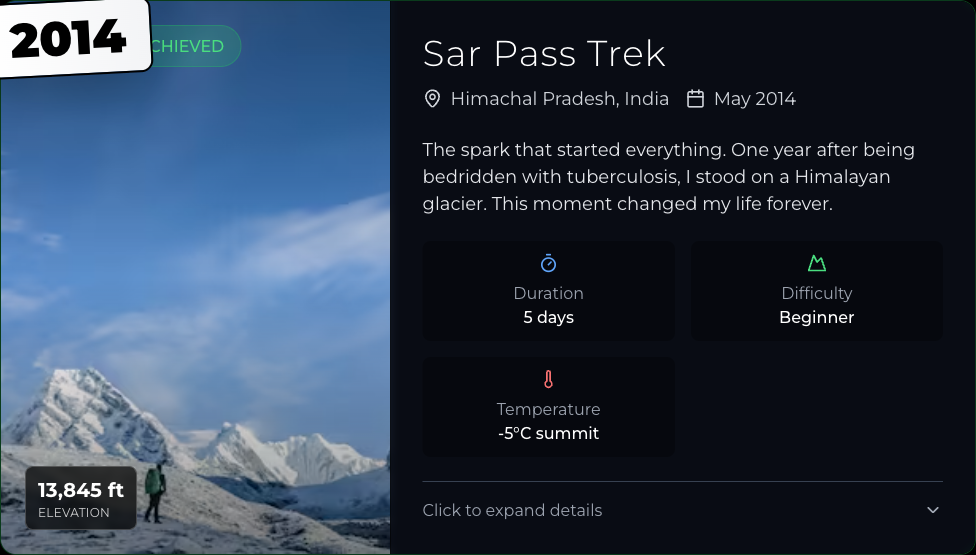 2014
CHIEVED
13,845 ft
ELEVATION
Sar Pass Trek
Himachal Pradesh, India May 2014
The spark that started everything. One year after being
bedridden with tuberculosis, I stood on a Himalayan
glacier. This moment changed my life forever.
Duration
5 days
Difficulty
Beginner
Temperature
-5°C summit
Click to expand details